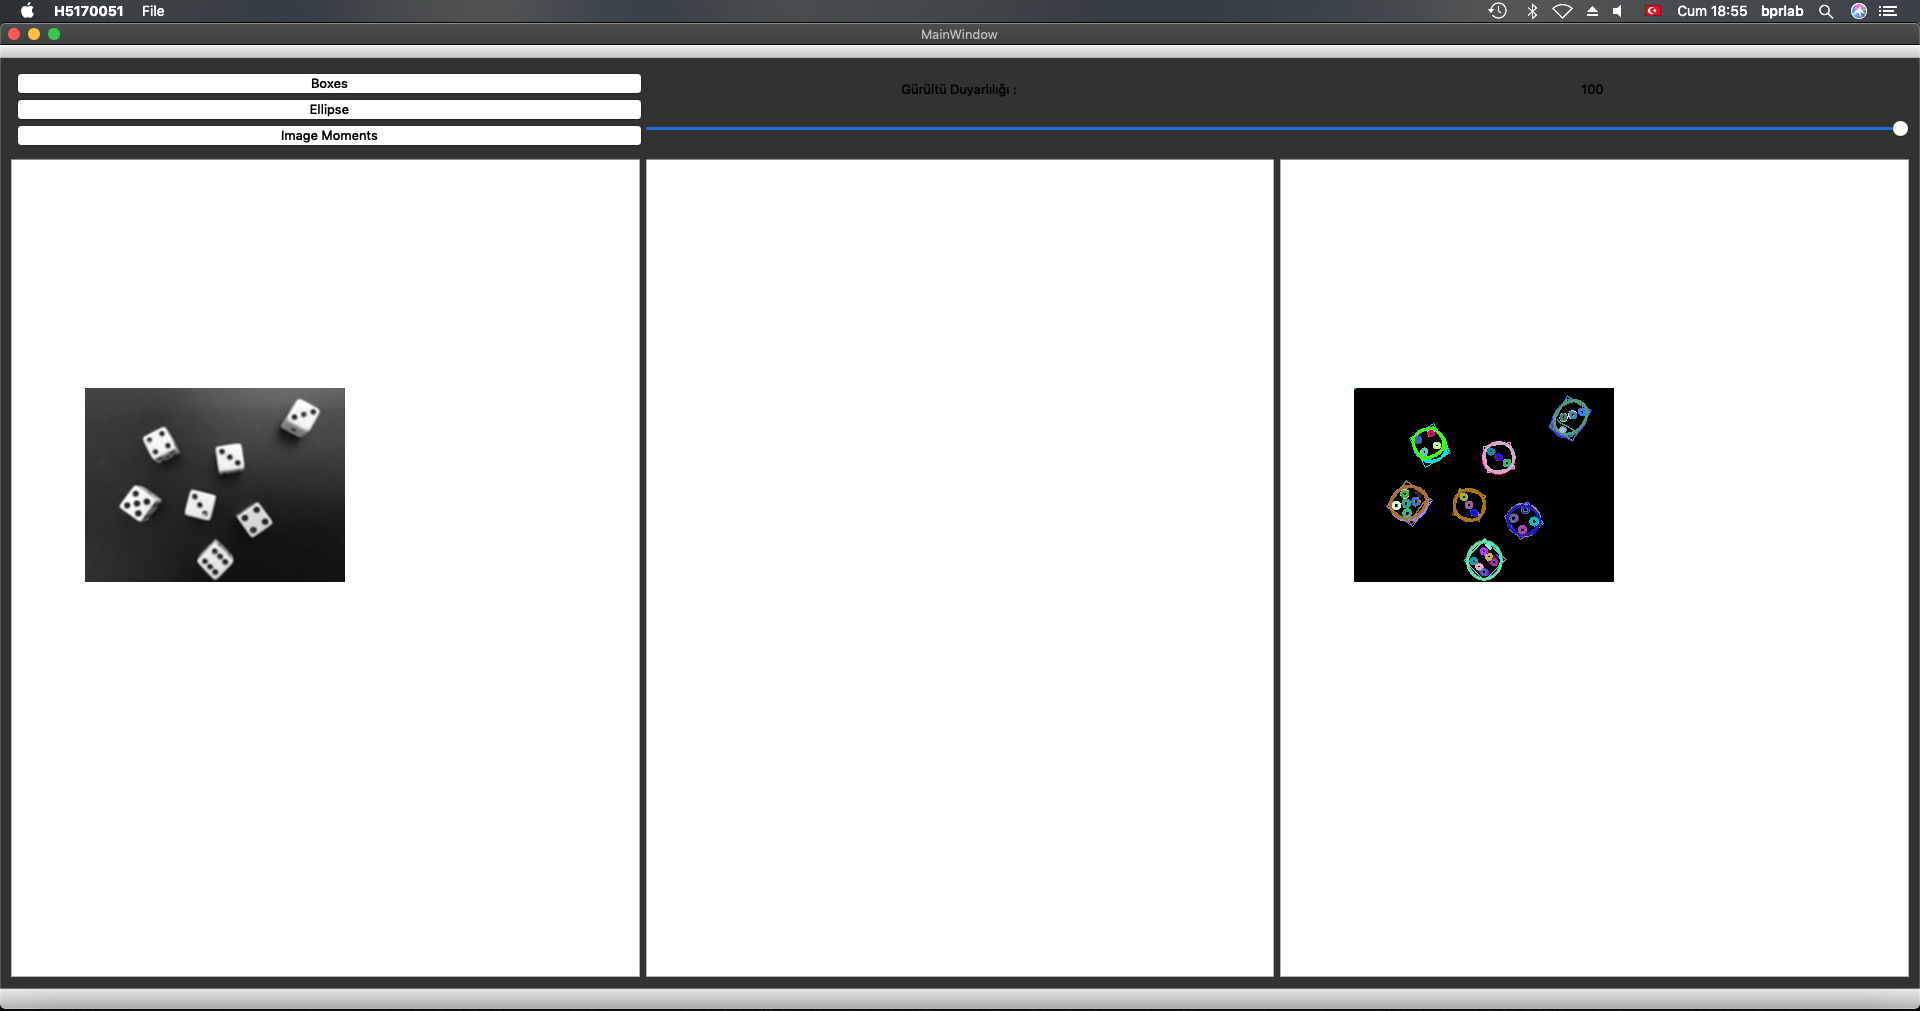 H5170051 File Cum 18:55 bprlab
MainWindow
Boxes
Ellipse
Image Moments
Gürültü Duyarlılığı : 100